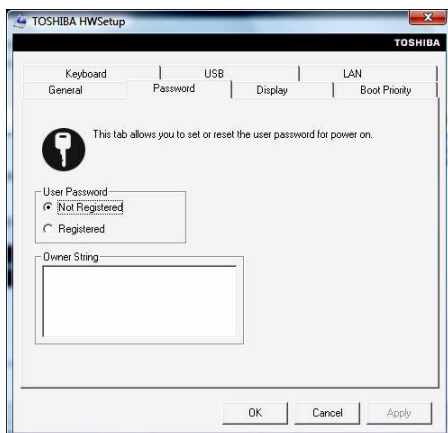 TOSHIBA HWSetup
TOSHIBA
Keyboard USB LAN
General Password Display Boot Priority
This tab allows you to set or reset the user password for power on.
User Password
Not Registered
Registered
Owner String
OK Cancel Apply